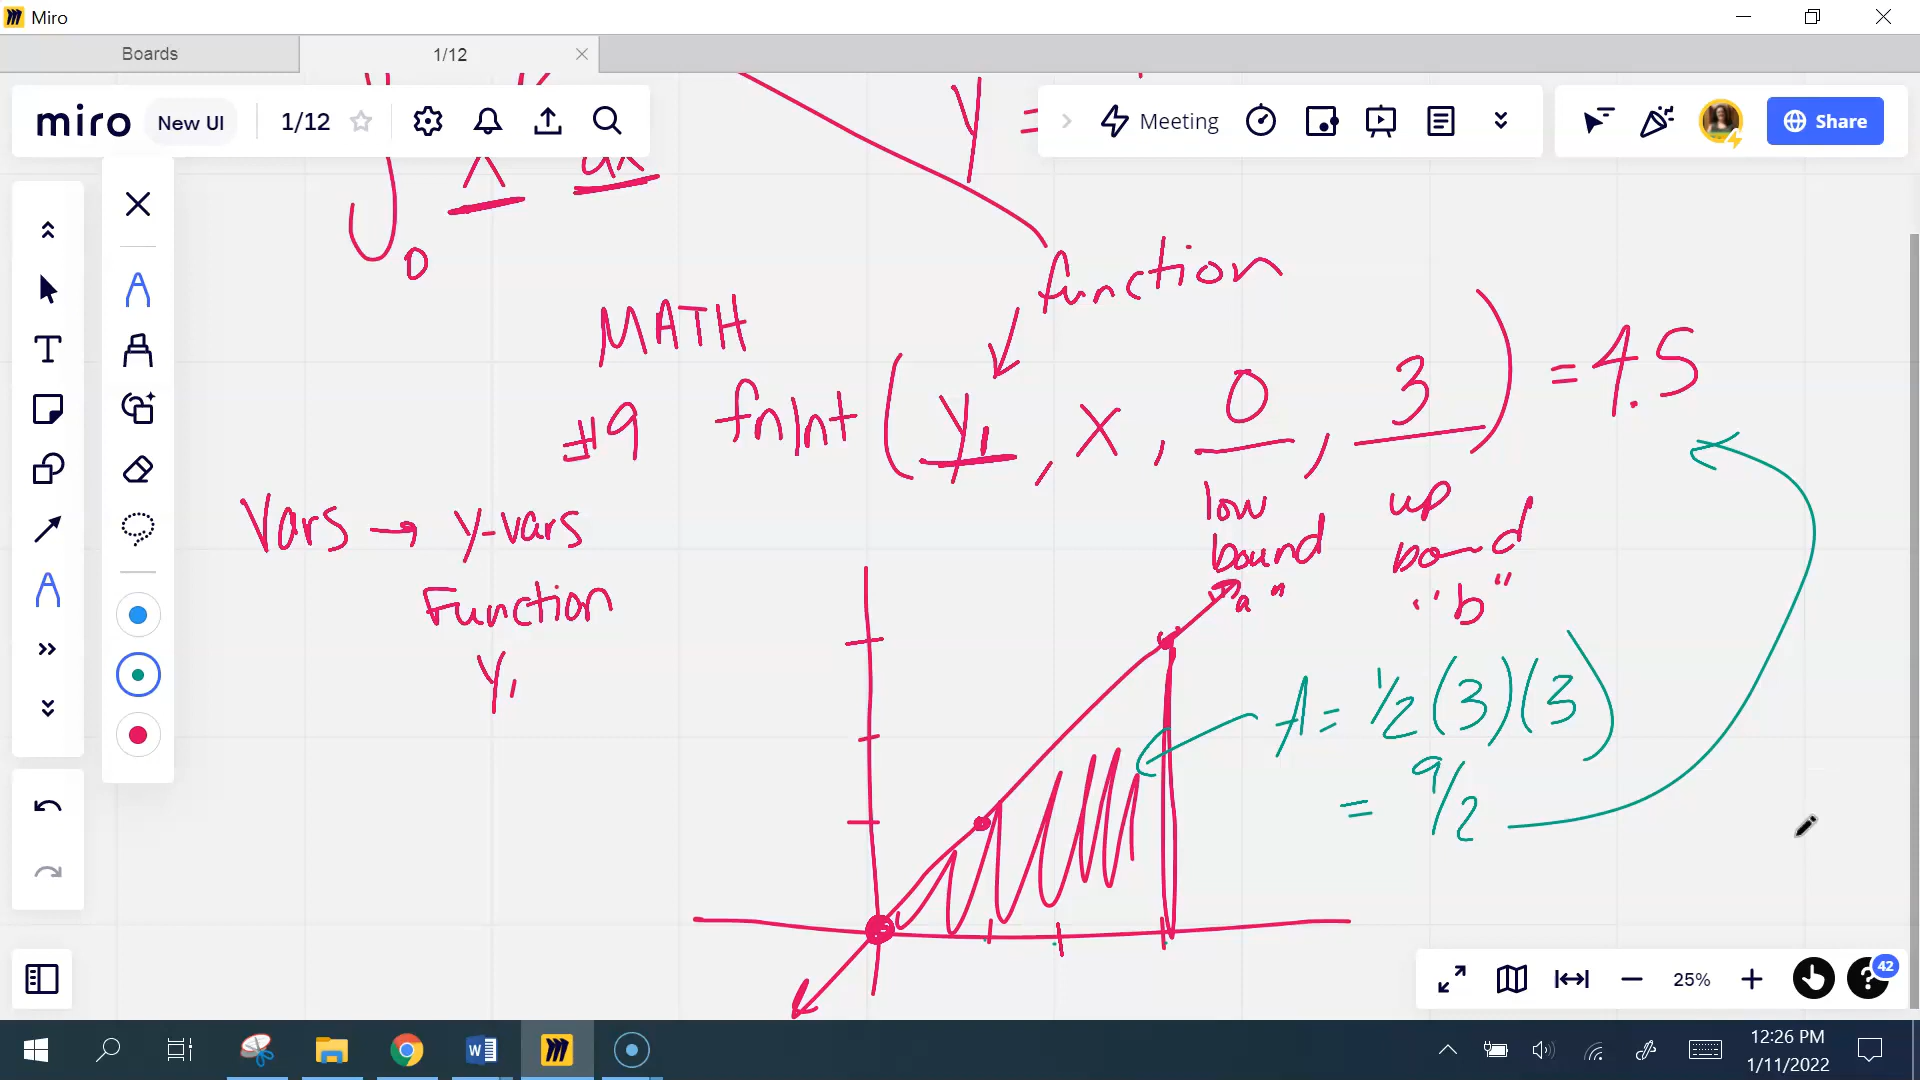 Miro
Boards
1/12
miro New UI 1/12
Meeting
Share
y =
∫ x dx
0
function
MATH
#9 fnInt ( y₁ , x , 0 , 3 ) = 4.5
Vars → y-vars
Function
Y₁
low
bound
"a"
up
bound
"b"
A = 1/2 (3)(3)
= 9/2
25%
42
12:26 PM
1/11/2022